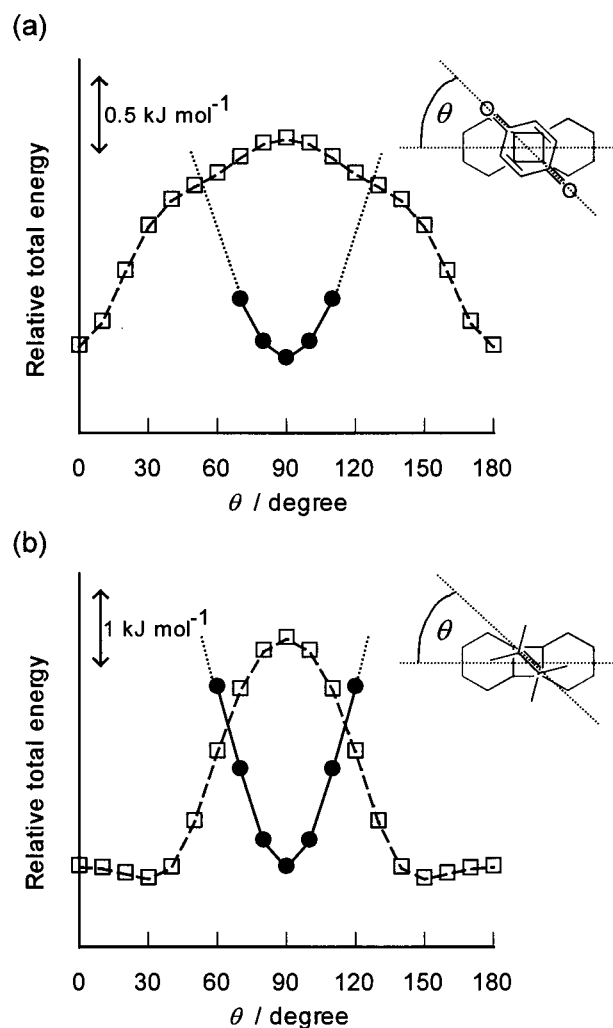 (a)
Relative total energy
0.5 kJ mol⁻¹
θ
0 30 60 90 120 150 180
θ / degree
(b)
Relative total energy
1 kJ mol⁻¹
θ
0 30 60 90 120 150 180
θ / degree